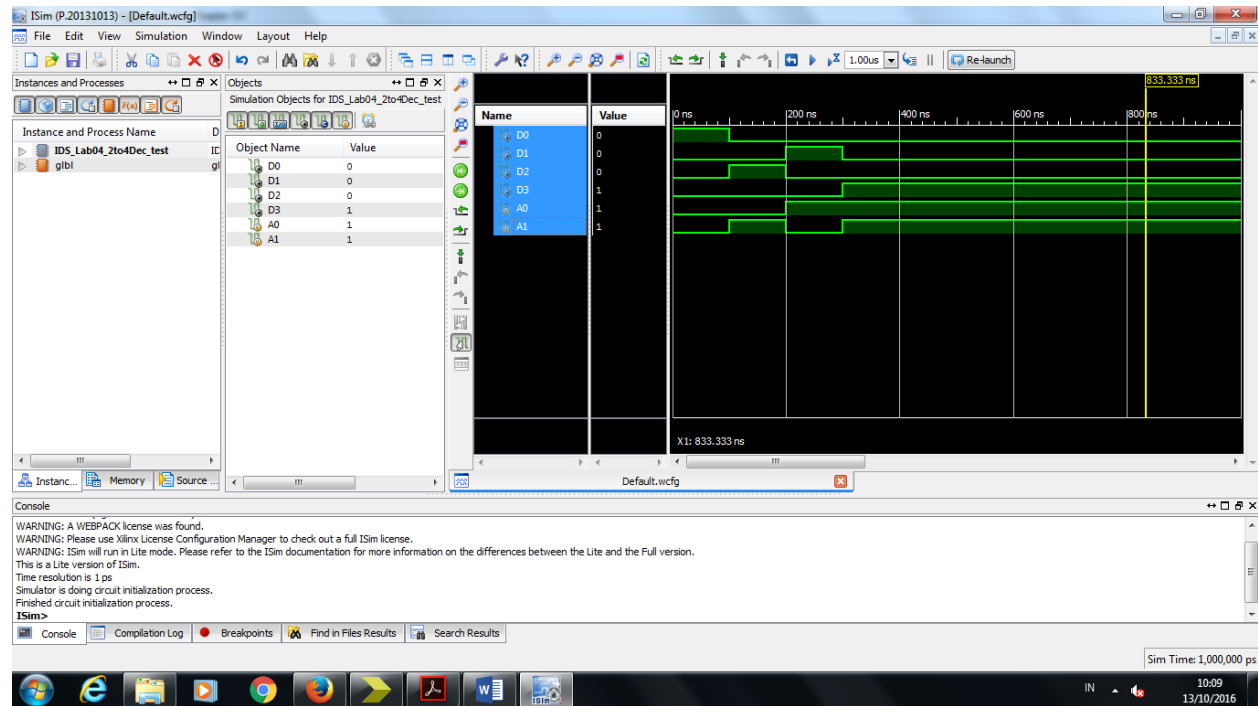 ISim (P.20131013) - [Default.wcfg]
File Edit View Simulation Window Layout Help
1.00us Re-launch
Instances and Processes
Instance and Process Name D
IDS_Lab04_2to4Dec_test ID
glbl gl
Instanc... Memory Source ...
Objects
Simulation Objects for IDS_Lab04_2to4Dec_test
Object Name Value
D0 0
D1 0
D2 0
D3 1
A0 1
A1 1
833.333 ns
Name Value
0 ns 200 ns 400 ns 600 ns 800 ns
D0 0
D1 0
D2 0
D3 1
A0 1
A1 1
X1: 833.333 ns
Default.wcfg
Console
WARNING: A WEBPACK license was found.
WARNING: Please use Xilinx License Configuration Manager to check out a full ISim license.
WARNING: ISim will run in Lite mode. Please refer to the ISim documentation for more information on the differences between the Lite and the Full version.
This is a Lite version of ISim.
Time resolution is 1 ps
Simulator is doing circuit initialization process.
Finished circuit initialization process.
ISim>
Console Compilation Log Breakpoints Find in Files Results Search Results
Sim Time: 1,000,000 ps
IN 10:09
13/10/2016